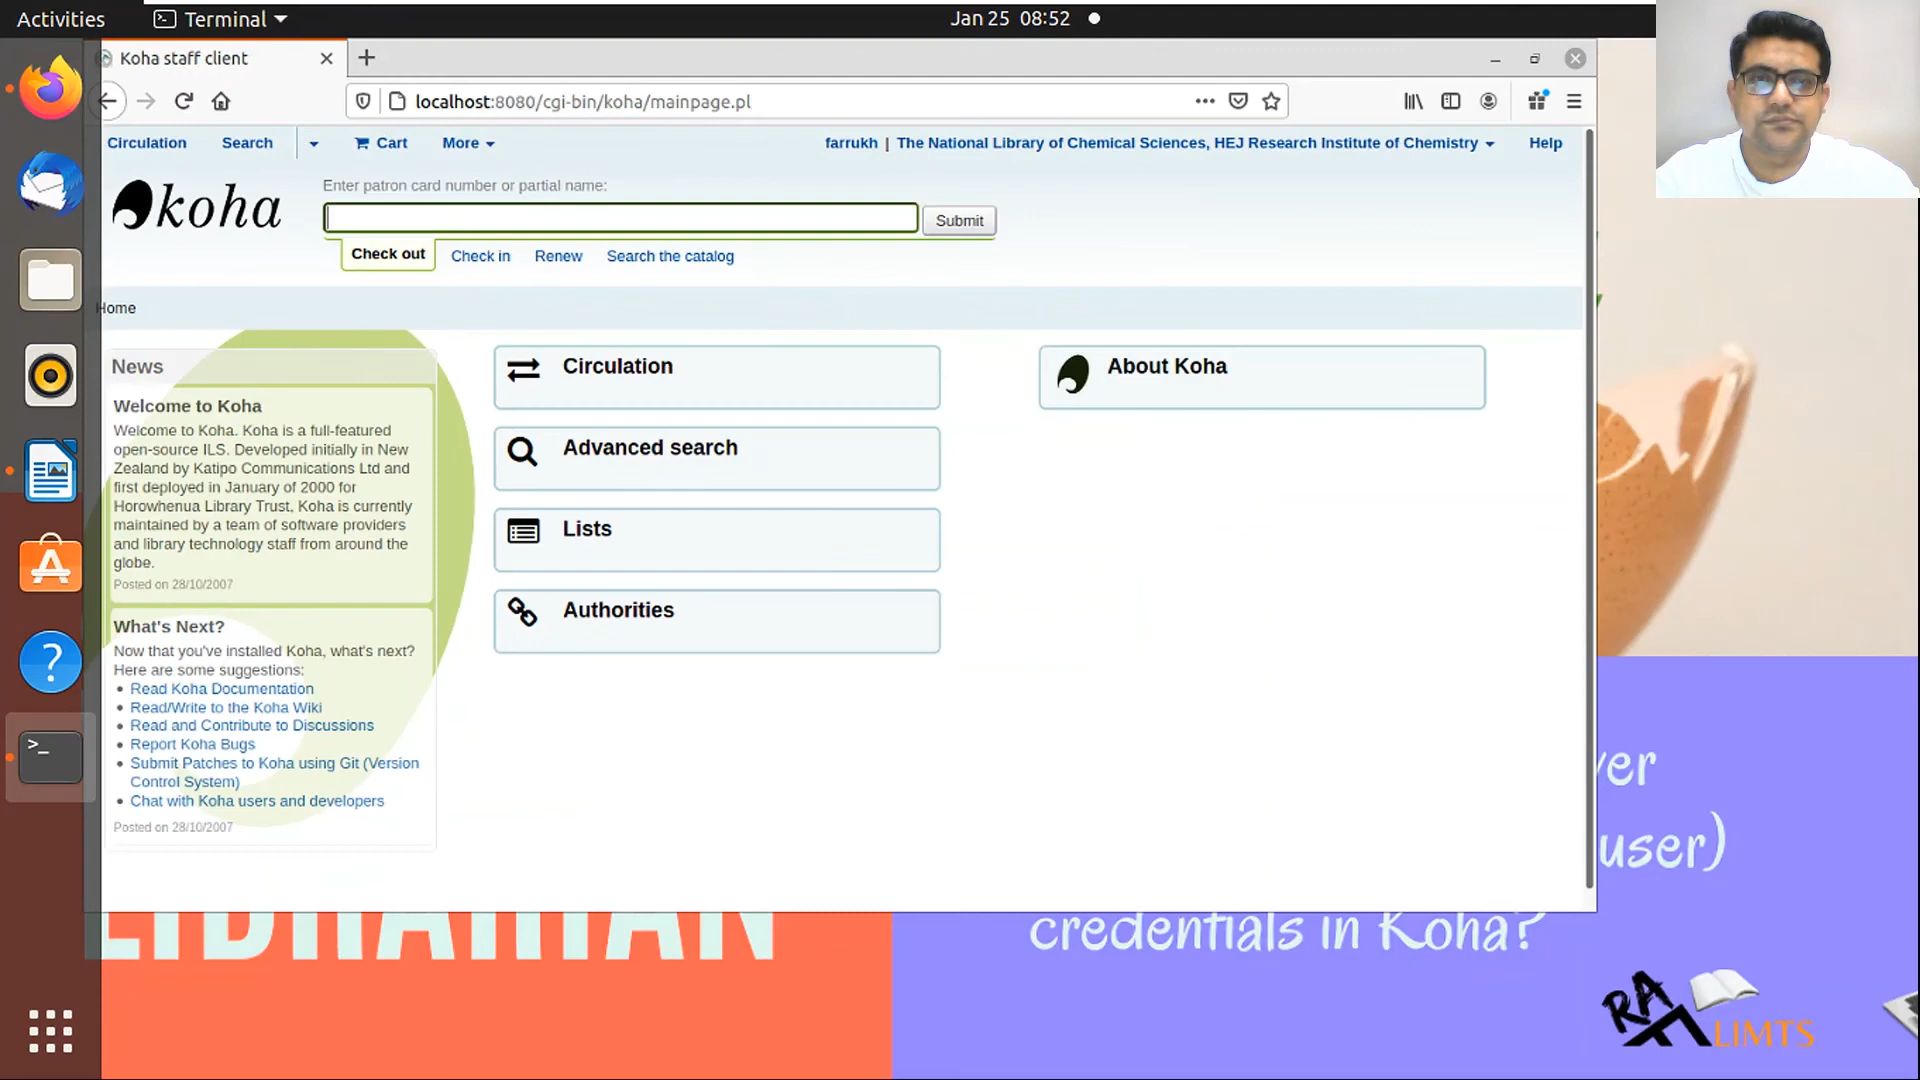 Activities
Terminal
Jan 25 08:52
Koha staff client
localhost:8080/cgi-bin/koha/mainpage.pl
Circulation
Search
Cart
More
farrukh | The National Library of Chemical Sciences, HEJ Research Institute of Chemistry
Help
koha
Enter patron card number or partial name:
Submit
Check out
Check in
Renew
Search the catalog
Home
News
Welcome to Koha
Welcome to Koha. Koha is a full-featured
open-source ILS. Developed initially in New
Zealand by Katipo Communications Ltd and
first deployed in January of 2000 for
Horowhenua Library Trust, Koha is currently
maintained by a team of software providers
and library technology staff from around the
globe.
Posted on 28/10/2007
What's Next?
Now that you've installed Koha, what's next?
Here are some suggestions:
Read Koha Documentation
Read/Write to the Koha Wiki
Read and Contribute to Discussions
Report Koha Bugs
Submit Patches to Koha using Git (Version
Control System)
Chat with Koha users and developers
Posted on 28/10/2007
Circulation
Advanced search
Lists
Authorities
About Koha
user)
credentials in Koha?
LIBRARIAN
LIMTS